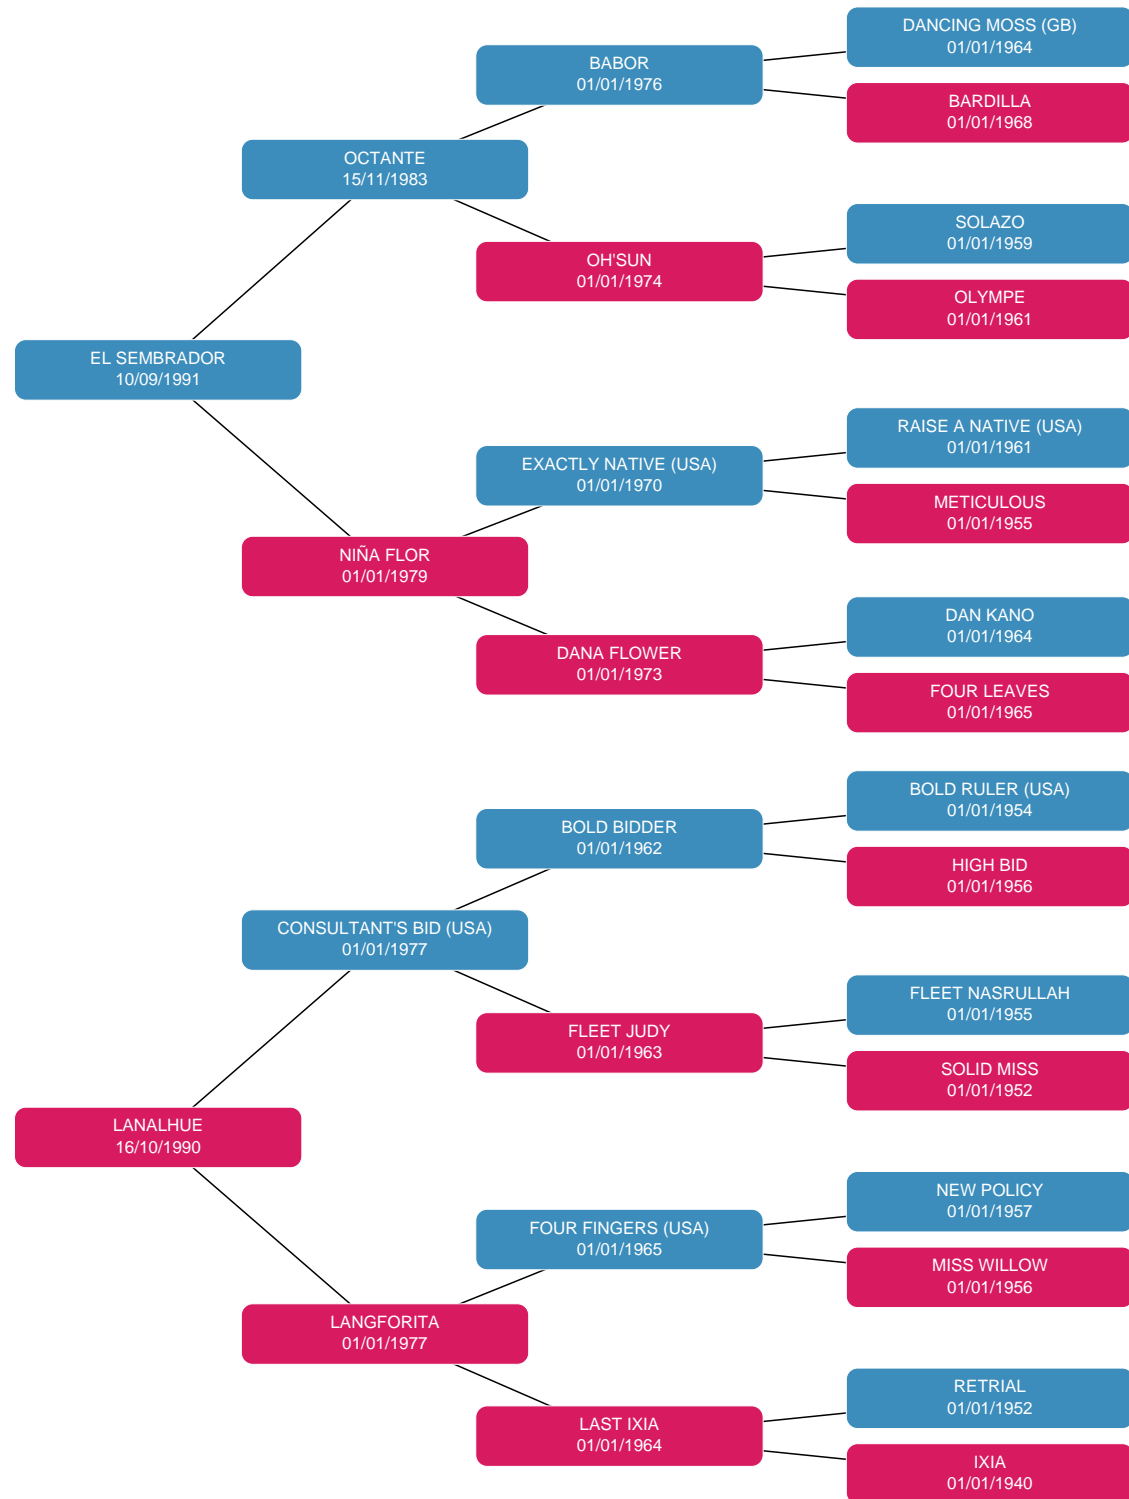 DANCING MOSS (GB)
01/01/1964
BABOR
01/01/1976
BARDILLA
01/01/1968
OCTANTE
15/11/1983
SOLAZO
01/01/1959
OH'SUN
01/01/1974
OLYMPE
01/01/1961
EL SEMBRADOR
10/09/1991
RAISE A NATIVE (USA)
01/01/1961
EXACTLY NATIVE (USA)
01/01/1970
METICULOUS
01/01/1955
NIÑA FLOR
01/01/1979
DAN KANO
01/01/1964
DANA FLOWER
01/01/1973
FOUR LEAVES
01/01/1965
BOLD RULER (USA)
01/01/1954
BOLD BIDDER
01/01/1962
HIGH BID
01/01/1956
CONSULTANT'S BID (USA)
01/01/1977
FLEET NASRULLAH
01/01/1955
FLEET JUDY
01/01/1963
SOLID MISS
01/01/1952
LANALHUE
16/10/1990
NEW POLICY
01/01/1957
FOUR FINGERS (USA)
01/01/1965
MISS WILLOW
01/01/1956
LANGFORITA
01/01/1977
RETRIAL
01/01/1952
LAST IXIA
01/01/1964
IXIA
01/01/1940